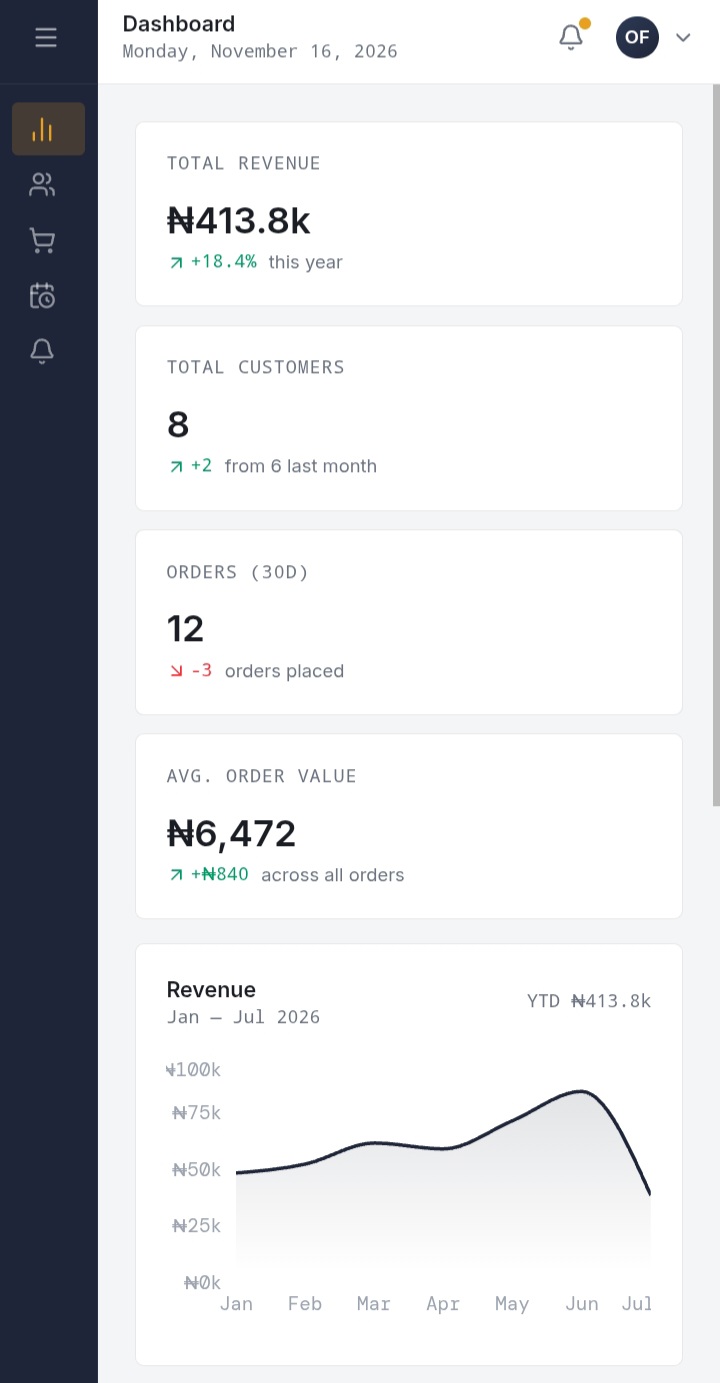 Dashboard
Monday, November 16, 2026
OF
TOTAL REVENUE
₦413.8k
+18.4% this year
TOTAL CUSTOMERS
8
+2 from 6 last month
ORDERS (30D)
12
-3 orders placed
AVG. ORDER VALUE
₦6,472
+₦840 across all orders
Revenue
Jan — Jul 2026
YTD ₦413.8k
₦100k
₦75k
₦50k
₦25k
₦0k
Jan Feb Mar Apr May Jun Jul